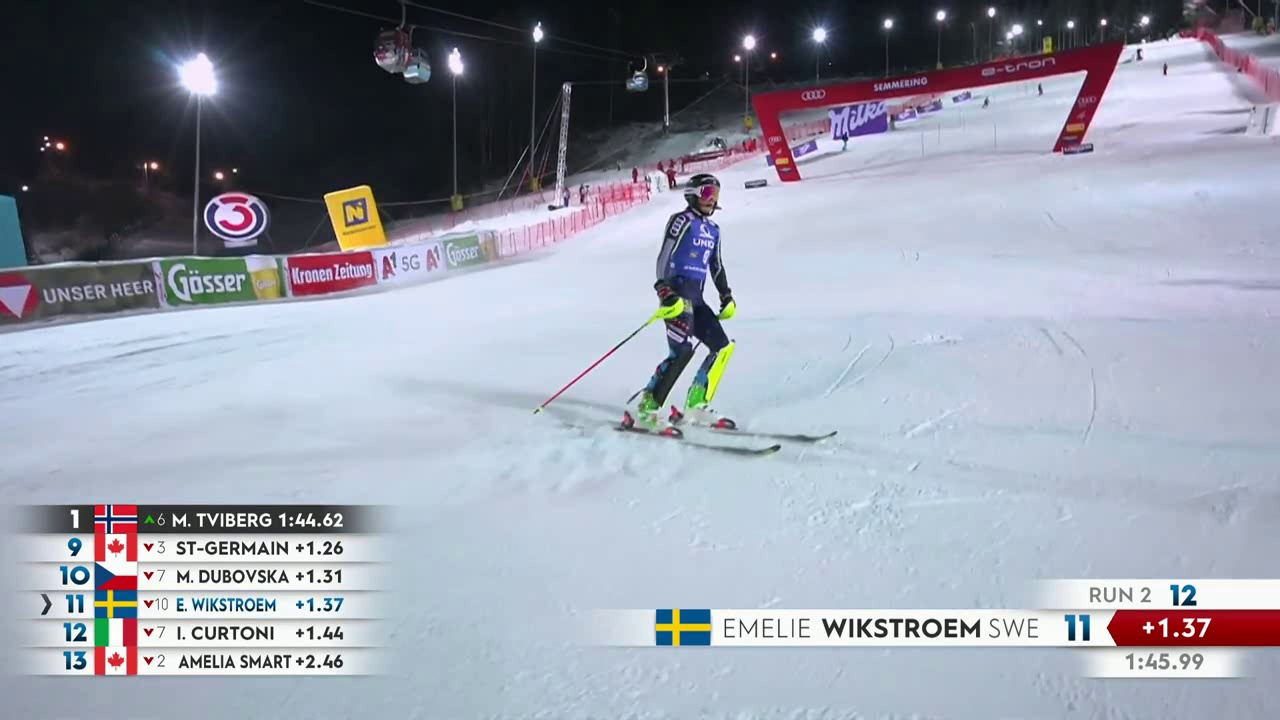 SEMMERING
e-tron
Milka
3
N
UNSER HEER
Gösser
Kronen Zeitung
A1 5G A1
Gösser
UNIQ
1 6 M. TVIBERG 1:44.62
9 3 ST-GERMAIN +1.26
10 7 M. DUBOVSKA +1.31
11 10 E. WIKSTROEM +1.37
12 7 I. CURTONI +1.44
13 2 AMELIA SMART +2.46
RUN 2 12
EMELIE WIKSTROEM SWE 11 +1.37
1:45.99